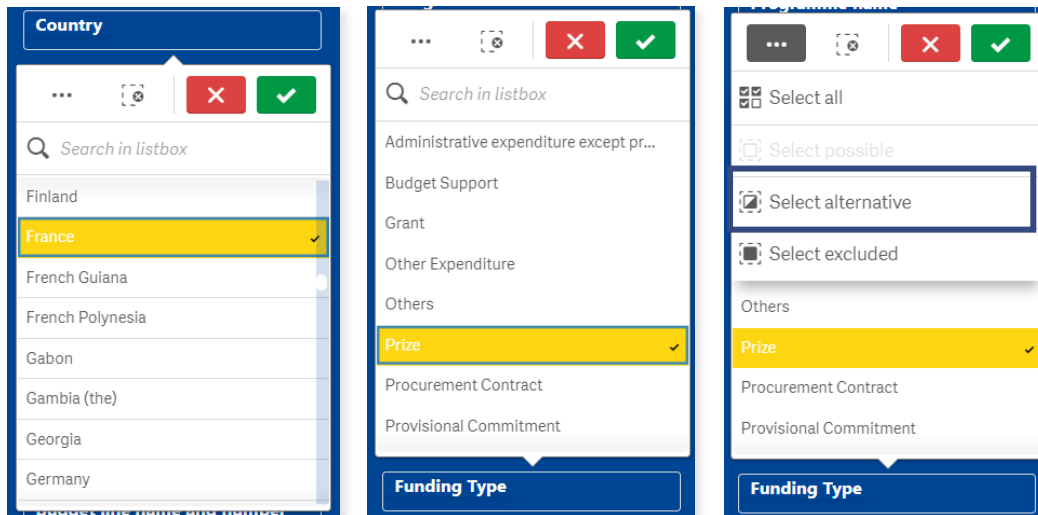 Country
Search in listbox
Finland
France
French Guiana
French Polynesia
Gabon
Gambia (the)
Georgia
Germany
Search in listbox
Administrative expenditure except pr...
Budget Support
Grant
Other Expenditure
Others
Prize
Procurement Contract
Provisional Commitment
Funding Type
Programme name
Select all
Select possible
Select alternative
Select excluded
Others
Prize
Procurement Contract
Provisional Commitment
Funding Type